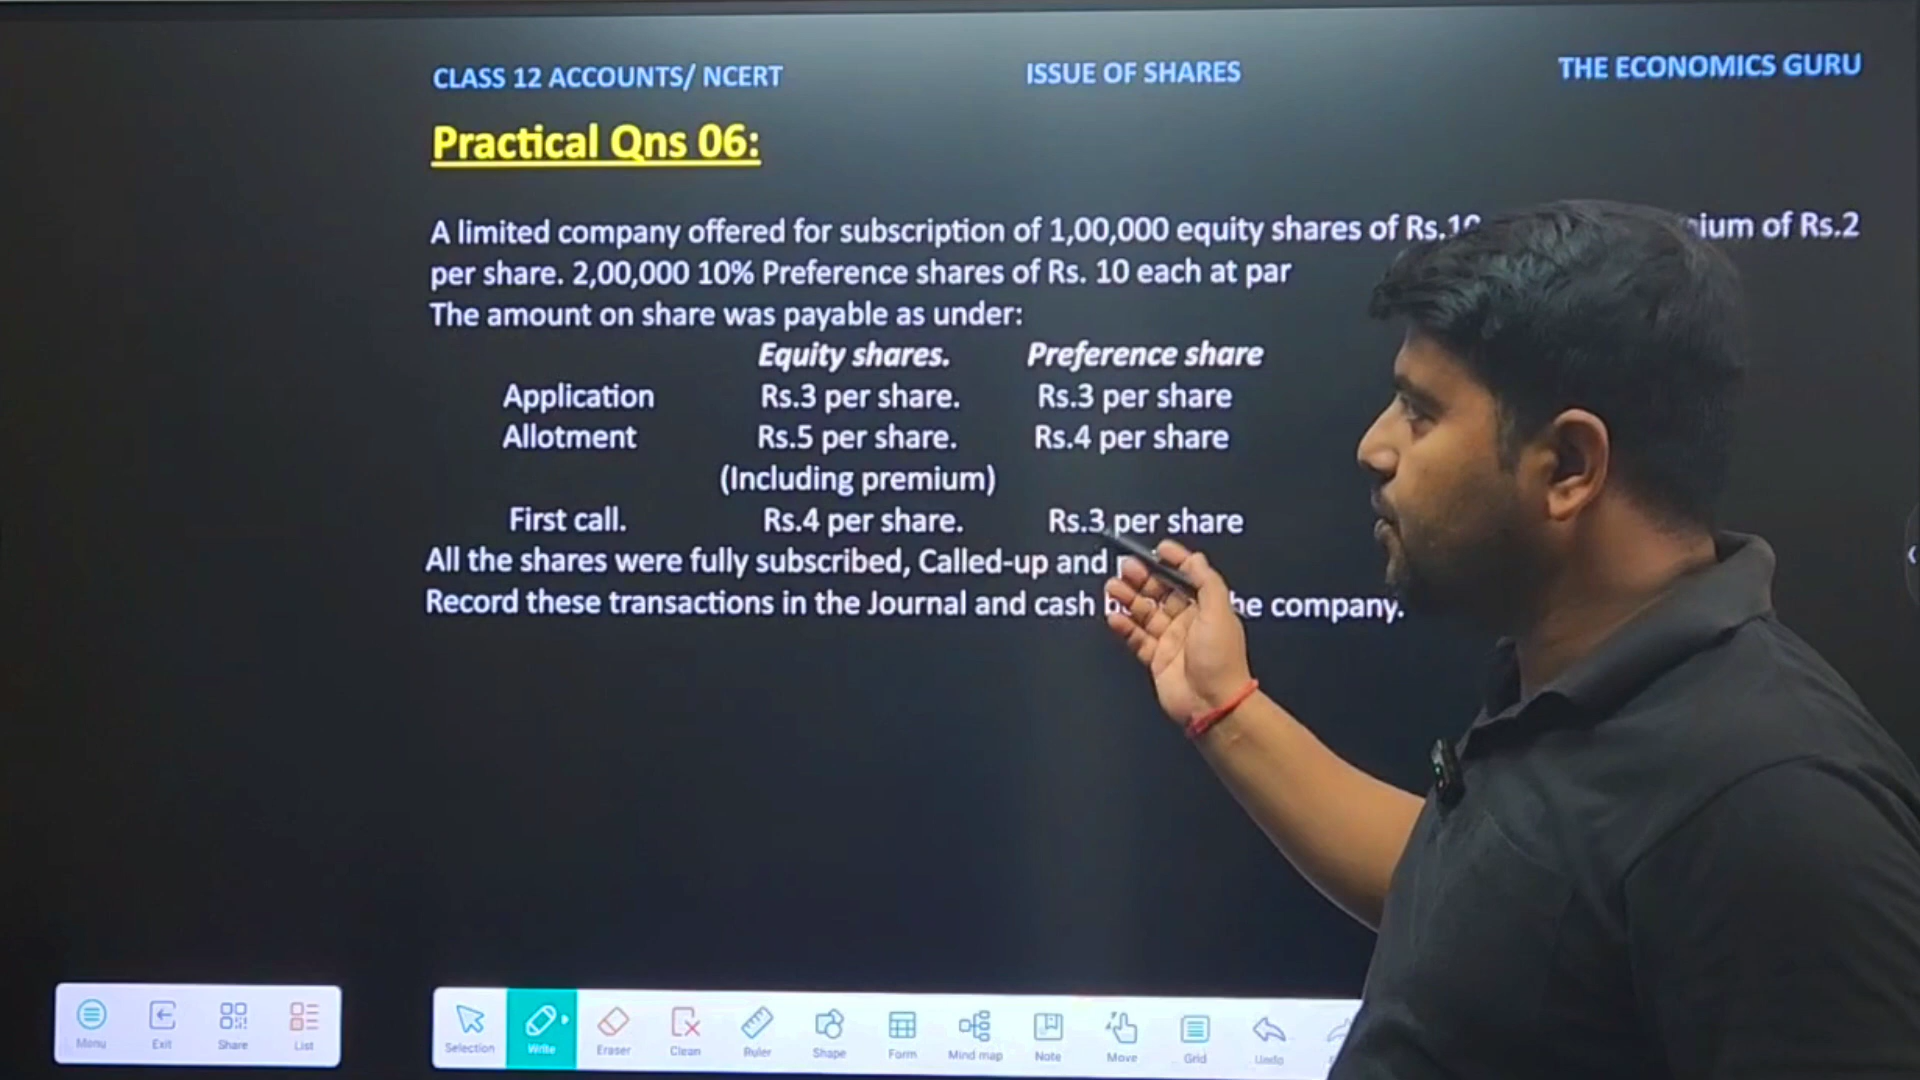 CLASS 12 ACCOUNTS/ NCERT
ISSUE OF SHARES
THE ECONOMICS GURU
Practical Qns 06:
A limited company offered for subscription of 1,00,000 equity shares of Rs.10 of Rs.2
per share. 2,00,000 10% Preference shares of Rs. 10 each at par
The amount on share was payable as under:
Equity shares. Preference share
Application Rs.3 per share. Rs.3 per share
Allotment Rs.5 per share. Rs.4 per share
(Including premium)
First call. Rs.4 per share. Rs.3 per share
All the shares were fully subscribed, Called-up and
Record these transactions in the Journal and cash company.
Menu Exit Share List
Selection Write Eraser Clean Ruler Shape Form Mind map Note Move Grid Undo